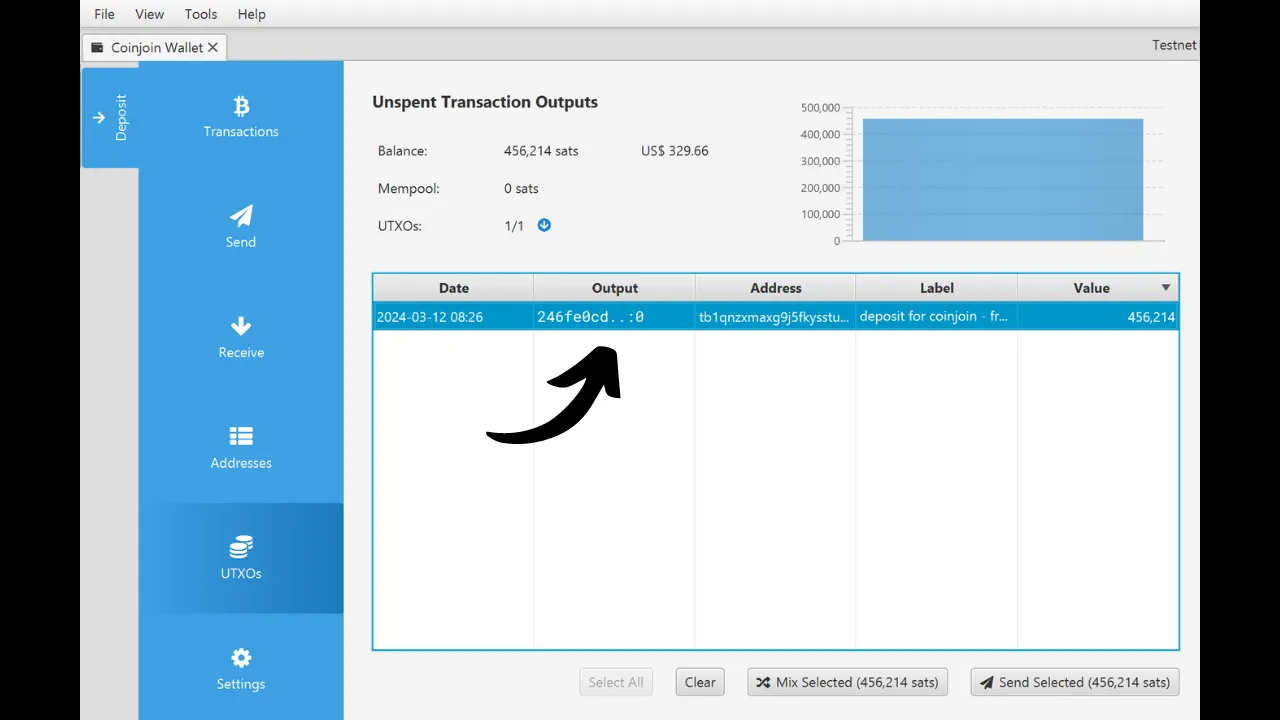 File View Tools Help
Coinjoin Wallet
Testnet
Deposit
Transactions
Send
Receive
Addresses
UTXOs
Settings
Unspent Transaction Outputs
Balance: 456,214 sats US$ 329.66
Mempool: 0 sats
UTXOs: 1/1
500,000
400,000
300,000
200,000
100,000
0
Date Output Address Label Value
2024-03-12 08:26 246fe0cd..:0 tb1qnzxmaxg9j5fkysstu... deposit for coinjoin - fr... 456,214
Select All Clear Mix Selected (456,214 sats) Send Selected (456,214 sats)